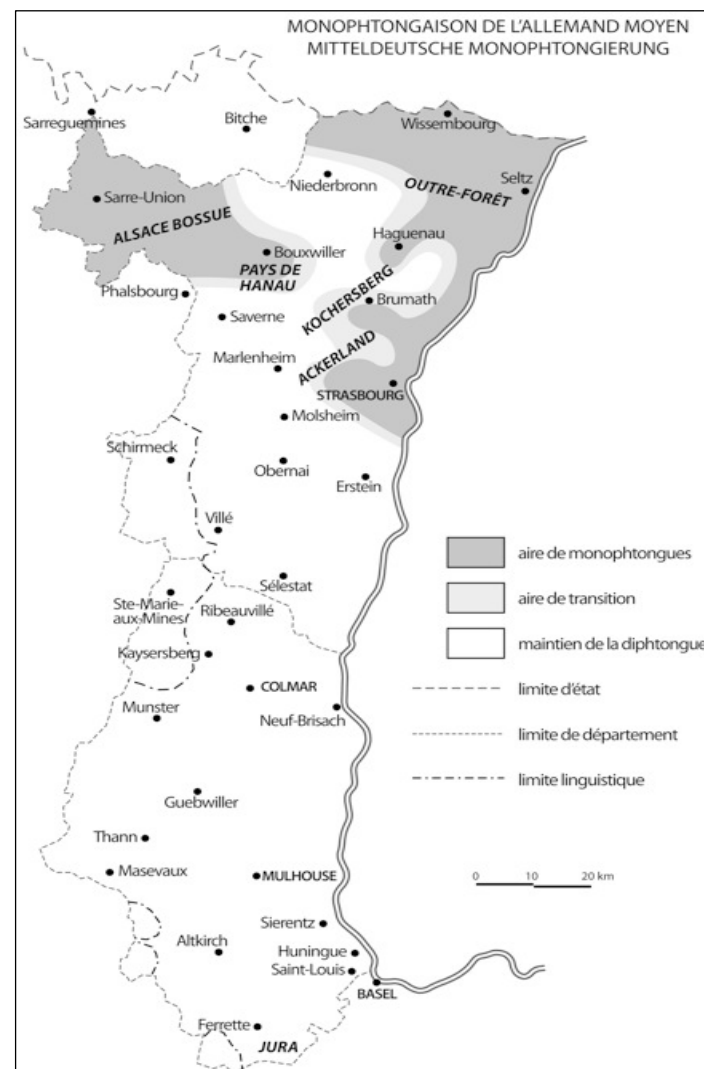 MONOPHTONGAISON DE L'ALLEMAND MOYEN
MITTELDEUTSCHE MONOPHTONGIERUNG
Sarreguemines
Bitche
Wissembourg
Niederbronn
OUTRE-FORÊT
Seltz
Sarre-Union
ALSACE BOSSUE
Haguenau
Bouxwiller
PAYS DE
HANAU
Phalsbourg
KOCHERSBERG
Brumath
Saverne
Marlenheim
ACKERLAND
STRASBOURG
Molsheim
Schirmeck
Obernai
Erstein
Villé
aire de monophtongues
Sélestat
aire de transition
Ste-Marie-
aux-Mines
Ribeauvillé
maintien de la diphtongue
Kaysersberg
COLMAR
limite d'état
Munster
Neuf-Brisach
limite de département
limite linguistique
Guebwiller
Thann
Masevaux
MULHOUSE
0 10 20 km
Sierentz
Altkirch
Huningue
Saint-Louis
BASEL
Ferrette
JURA